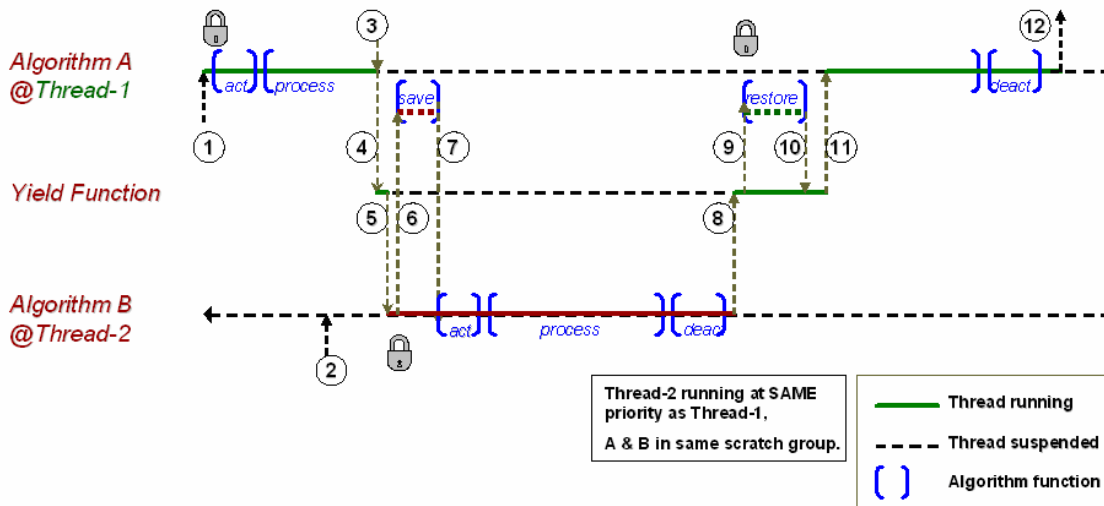 12
3
Algorithm A
@Thread-1
act
process
deact
save
restore
1
4
7
9
10
11
Yield Function
5
6
8
Algorithm B
@Thread-2
act
process
deac
2
Thread-2 running at SAME
priority as Thread-1,
A & B in same scratch group.
Thread running
Thread suspended
Algorithm function